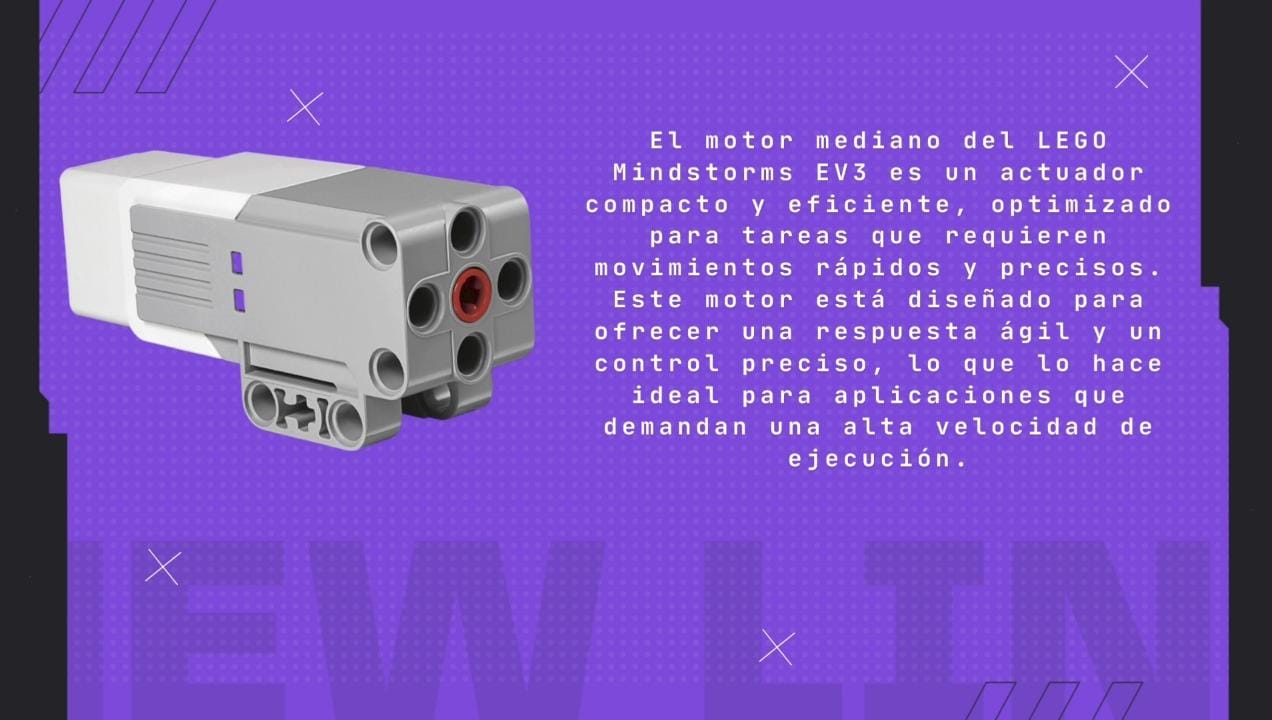 El motor mediano del LEGO
Mindstorms EV3 es un actuador
compacto y eficiente, optimizado
para tareas que requieren
movimientos rápidos y precisos.
Este motor está diseñado para
ofrecer una respuesta ágil y un
control preciso, lo que lo hace
ideal para aplicaciones que
demandan una alta velocidad de
ejecución.
EW LIN